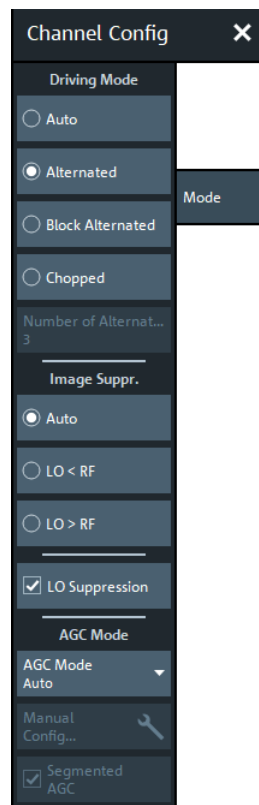 Channel Config
Driving Mode
Auto
Alternated
Mode
Block Alternated
Chopped
Number of Alternat...
3
Image Suppr.
Auto
LO < RF
LO > RF
LO Suppression
AGC Mode
AGC Mode
Auto
Manual
Config...
Segmented
AGC